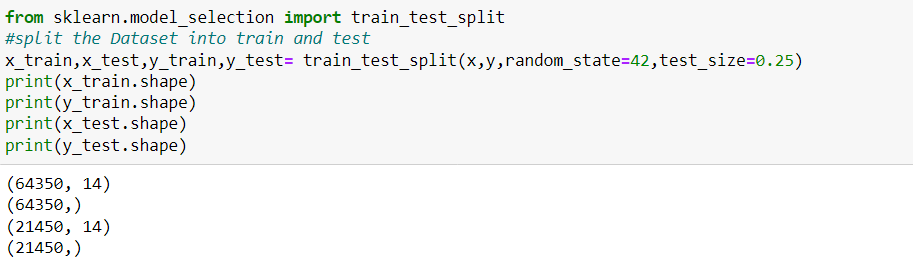 from sklearn.model_selection import train_test_split
#split the Dataset into train and test
x_train,x_test,y_train,y_test= train_test_split(x,y,random_state=42,test_size=0.25)
print(x_train.shape)
print(y_train.shape)
print(x_test.shape)
print(y_test.shape)
(64350, 14)
(64350,)
(21450, 14)
(21450,)